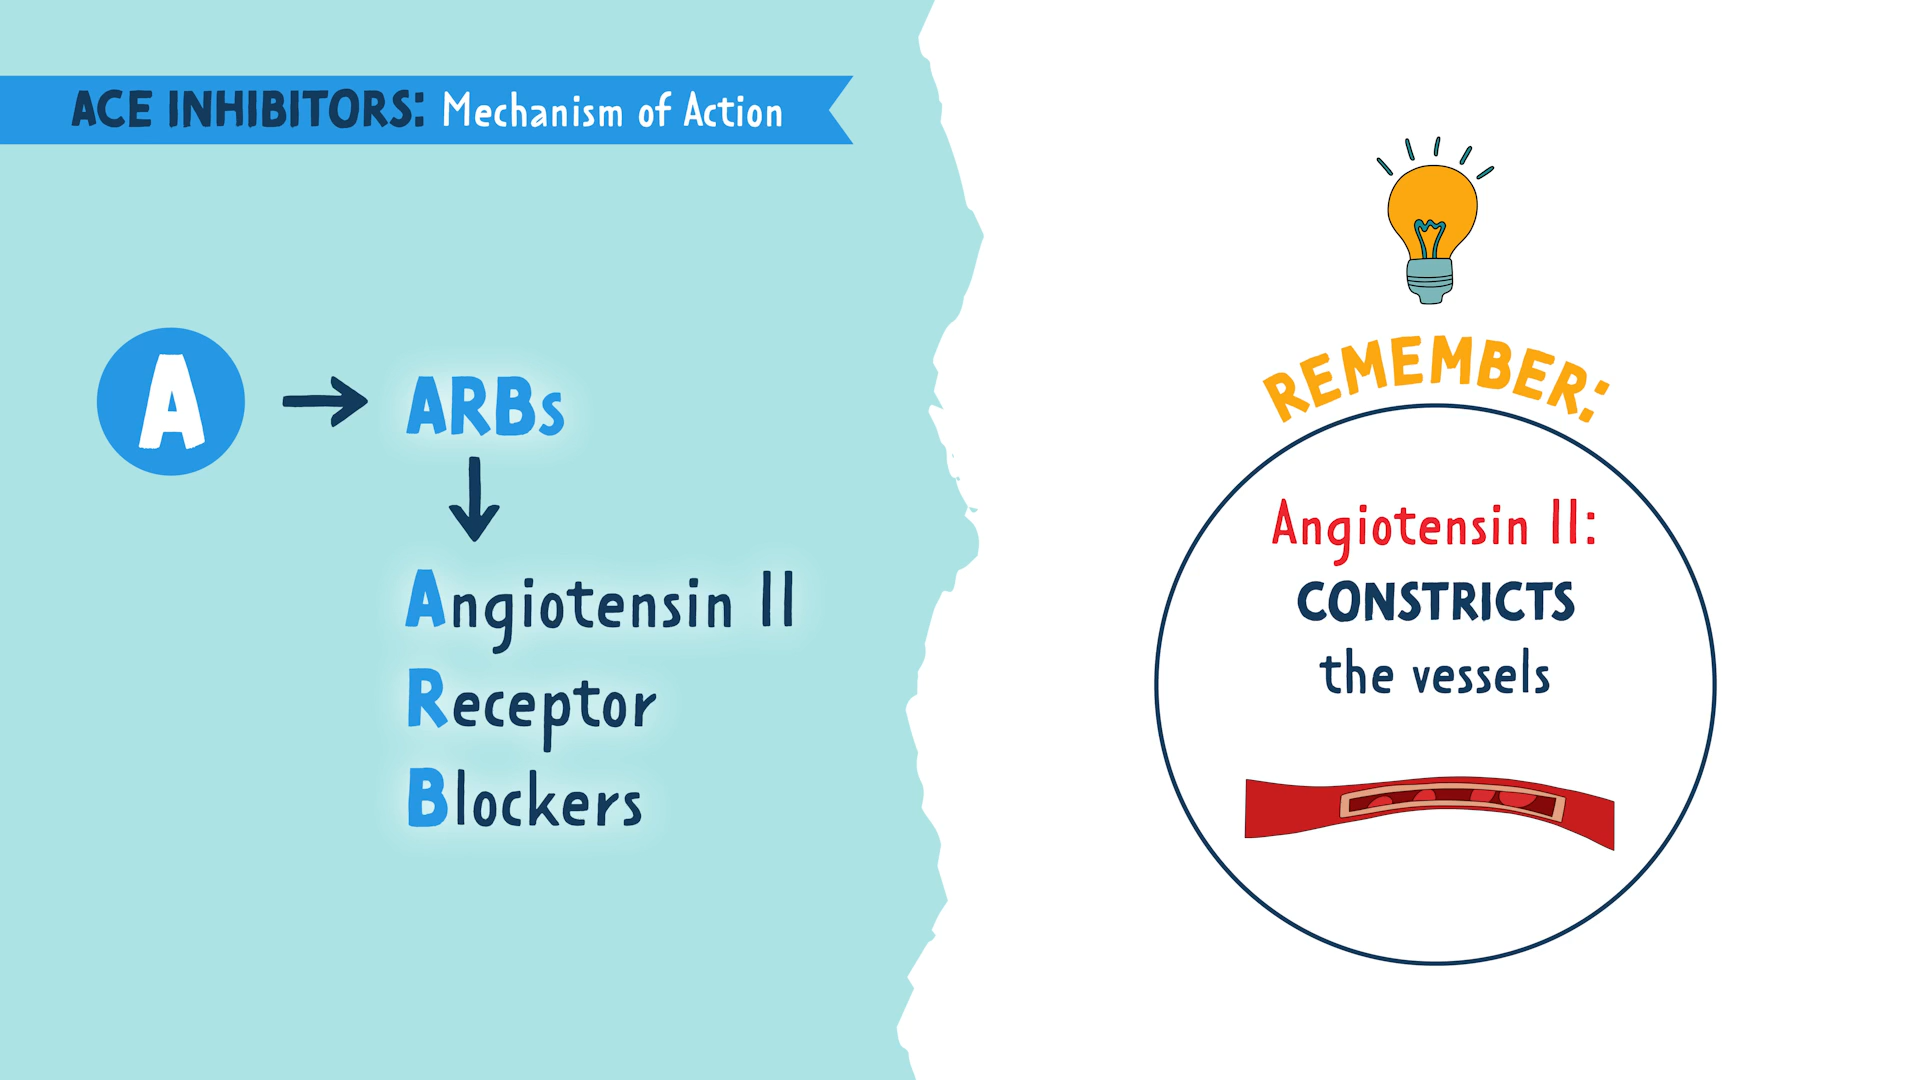 ACE INHIBITORS: Mechanism of Action
A
ARBs
Angiotensin II
Receptor
Blockers
REMEMBER:
Angiotensin II:
CONSTRICTS
the vessels